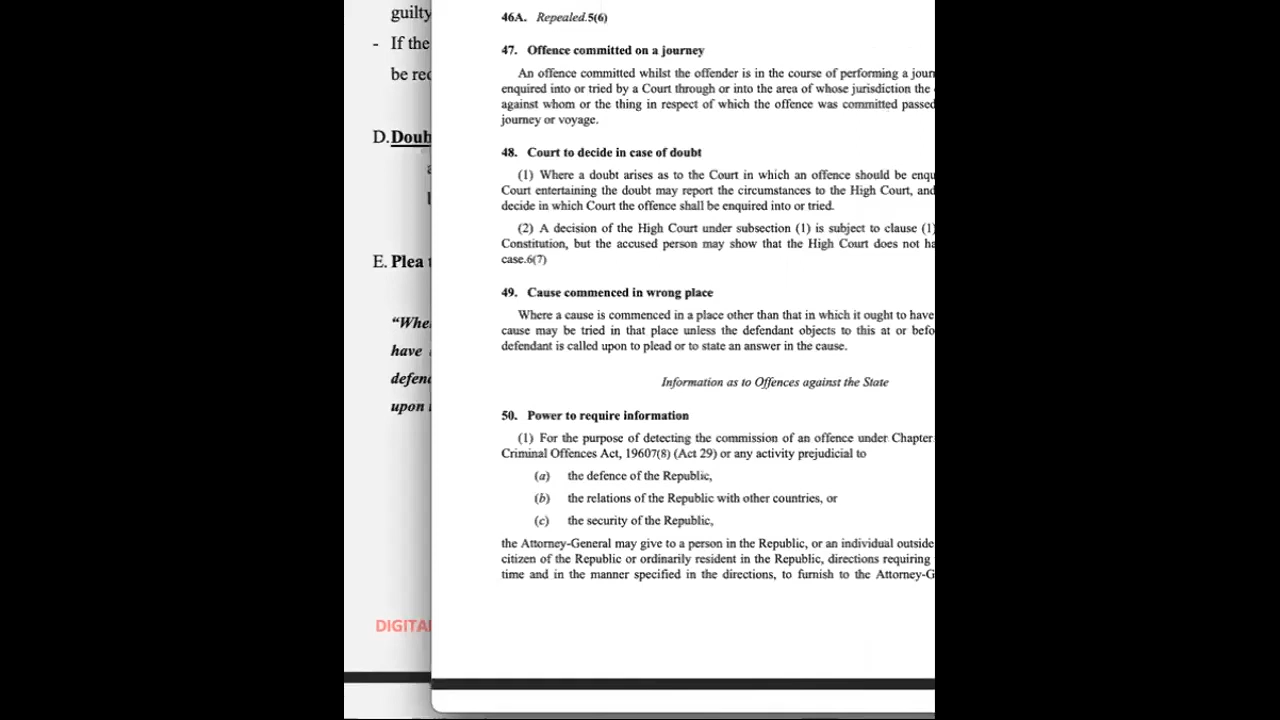 guilty
- If the
be rec
D. Doub
E. Plea
“Whe
have
defend
upon
DIGITAL
46A. Repealed.5(6)
47. Offence committed on a journey
An offence committed whilst the offender is in the course of performing a jour
enquired into or tried by a Court through or into the area of whose jurisdiction the
against whom or the thing in respect of which the offence was committed passed
journey or voyage.
48. Court to decide in case of doubt
(1) Where a doubt arises as to the Court in which an offence should be enqu
Court entertaining the doubt may report the circumstances to the High Court, and
decide in which Court the offence shall be enquired into or tried.
(2) A decision of the High Court under subsection (1) is subject to clause (1)
Constitution, but the accused person may show that the High Court does not ha
case.6(7)
49. Cause commenced in wrong place
Where a cause is commenced in a place other than that in which it ought to have
cause may be tried in that place unless the defendant objects to this at or befo
defendant is called upon to plead or to state an answer in the cause.
Information as to Offences against the State
50. Power to require information
(1) For the purpose of detecting the commission of an offence under Chapter
Criminal Offences Act, 19607(8) (Act 29) or any activity prejudicial to
(a) the defence of the Republic,
(b) the relations of the Republic with other countries, or
(c) the security of the Republic,
the Attorney-General may give to a person in the Republic, or an individual outside
citizen of the Republic or ordinarily resident in the Republic, directions requiring
time and in the manner specified in the directions, to furnish to the Attorney-G